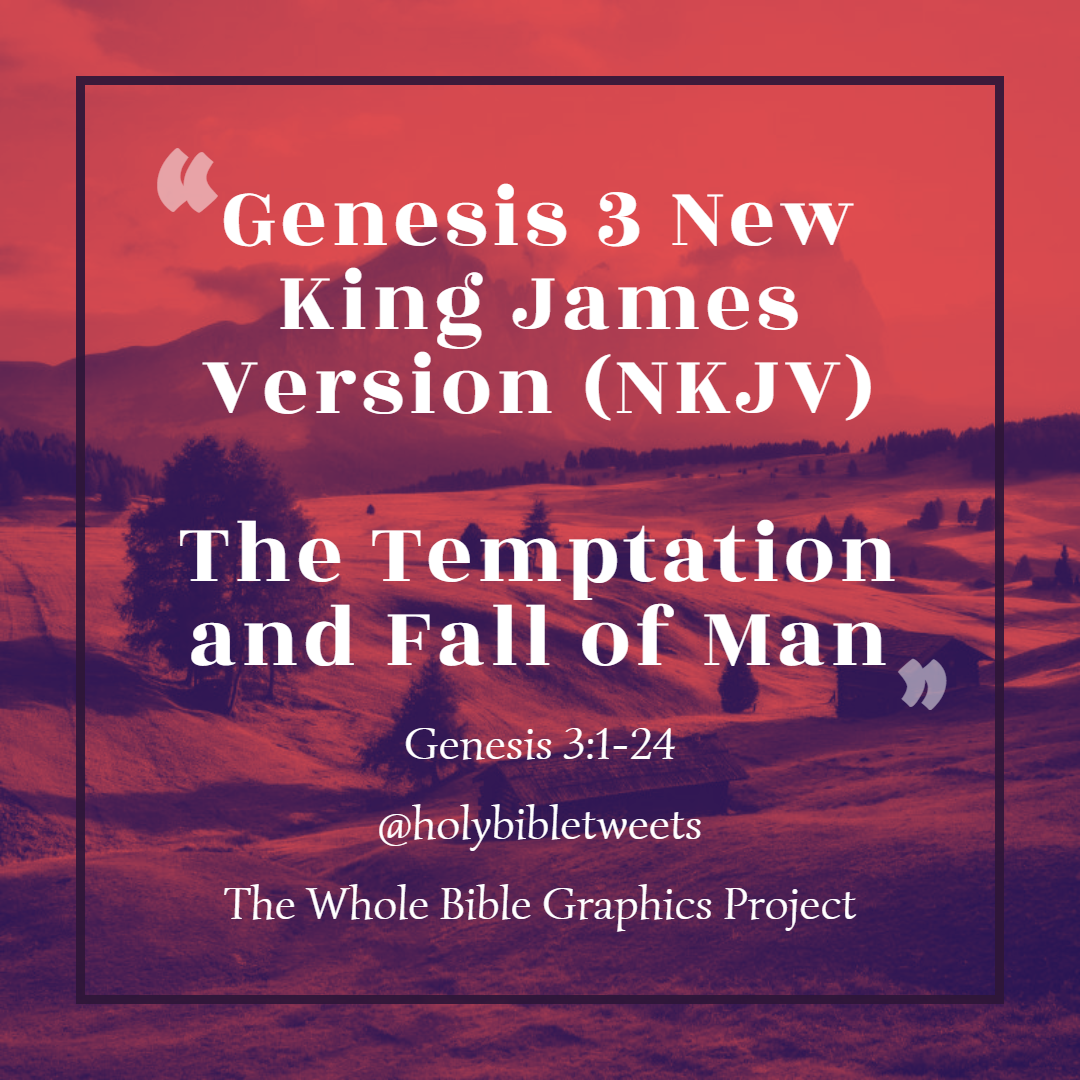 “Genesis 3 New
King James
Version (NKJV)
The Temptation
and Fall of Man”
Genesis 3:1-24
@holybibletweets
The Whole Bible Graphics Project